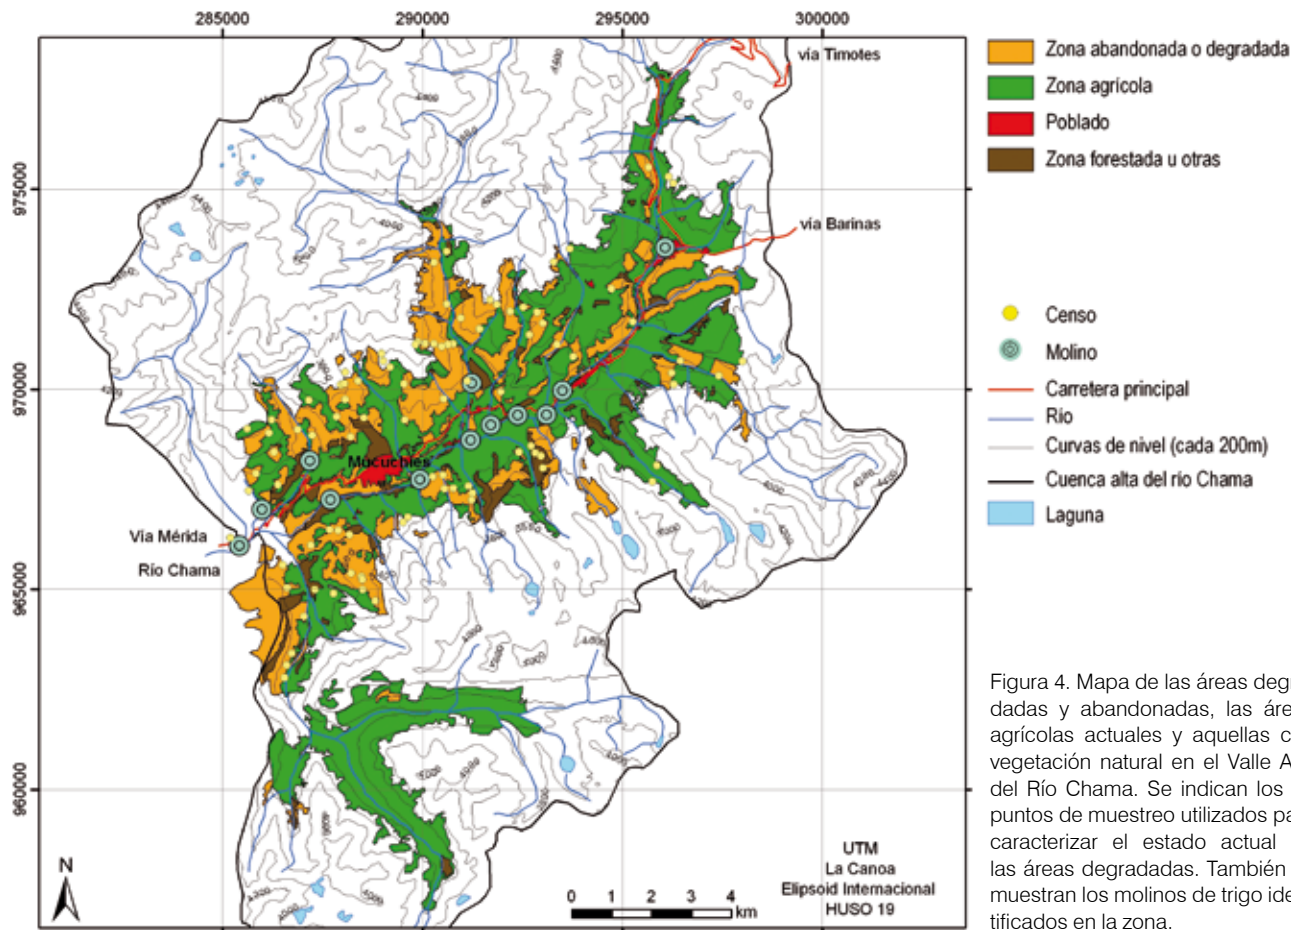 285000 290000 295000 300000
vía Timotes
Zona abandonada o degradada
Zona agrícola
Poblado
Zona forestada u otras
975000
vía Barinas
Censo
Molino
970000
Carretera principal
Río
Curvas de nivel (cada 200m)
Mucuchíes
Cuenca alta del río Chama
Laguna
Vía Mérida
Río Chama
965000
960000
N
0 1 2 3 4
km
UTM
La Canoa
Elipsoid Internacional
HUSO 19
Figura 4. Mapa de las áreas degra
dadas y abandonadas, las áre
agrícolas actuales y aquellas c
vegetación natural en el Valle A
del Río Chama. Se indican los
puntos de muestreo utilizados pa
caracterizar el estado actual
las áreas degradadas. También
muestran los molinos de trigo ide
tificados en la zona.